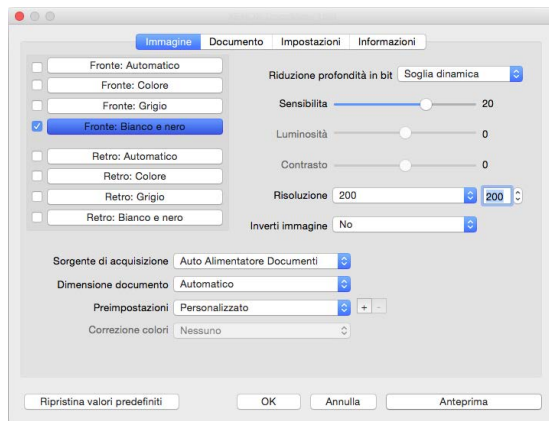 Immagine Documento Impostazioni Informazioni
Fronte: Automatico
Fronte: Colore
Fronte: Grigio
Fronte: Bianco e nero
Retro: Automatico
Retro: Colore
Retro: Grigio
Retro: Bianco e nero
Riduzione profondità in bit Soglia dinamica
Sensibilita 20
Luminosità 0
Contrasto 0
Risoluzione 200 200
Inverti immagine No
Sorgente di acquisizione Auto Alimentatore Documenti
Dimensione documento Automatico
Preimpostazioni Personalizzato + -
Correzione colori Nessuno
Ripristina valori predefiniti OK Annulla Anteprima